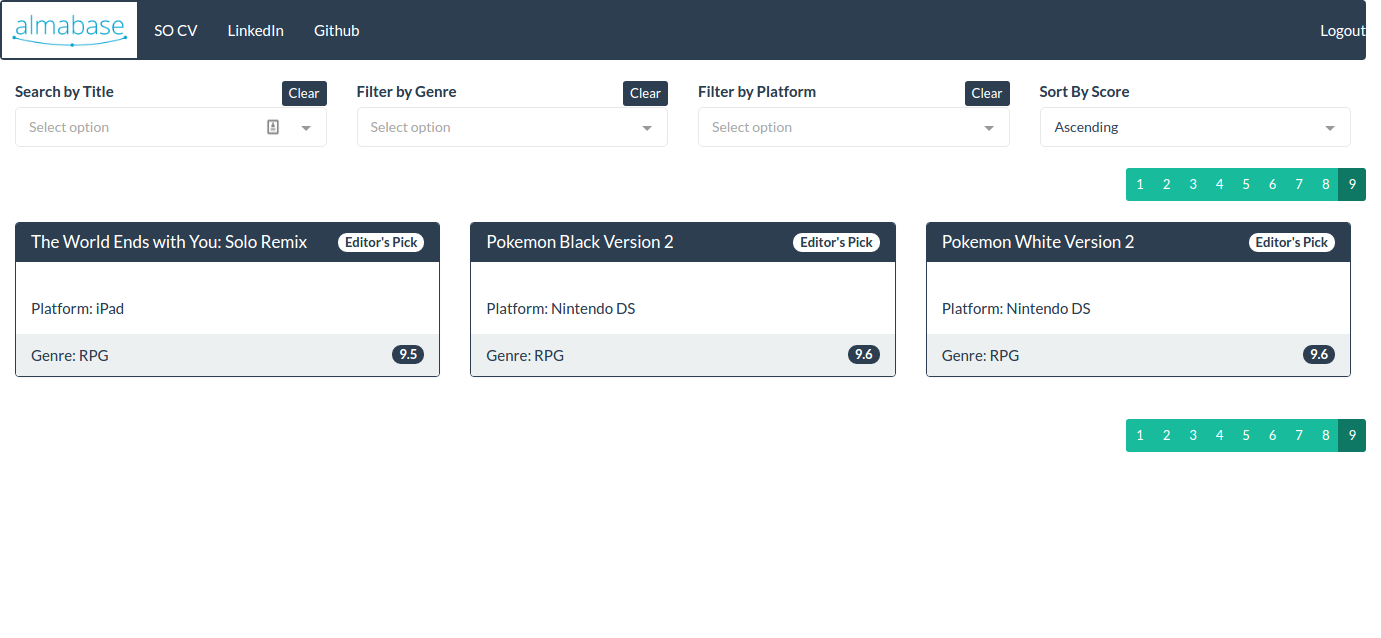 almabase SO CV LinkedIn Github Logout
Search by Title Clear Filter by Genre Clear Filter by Platform Clear Sort By Score
Select option Select option Select option Ascending
1 2 3 4 5 6 7 8 9
The World Ends with You: Solo Remix Editor's Pick Pokemon Black Version 2 Editor's Pick Pokemon White Version 2 Editor's Pick
Platform: iPad Platform: Nintendo DS Platform: Nintendo DS
Genre: RPG 9.5 Genre: RPG 9.6 Genre: RPG 9.6
1 2 3 4 5 6 7 8 9